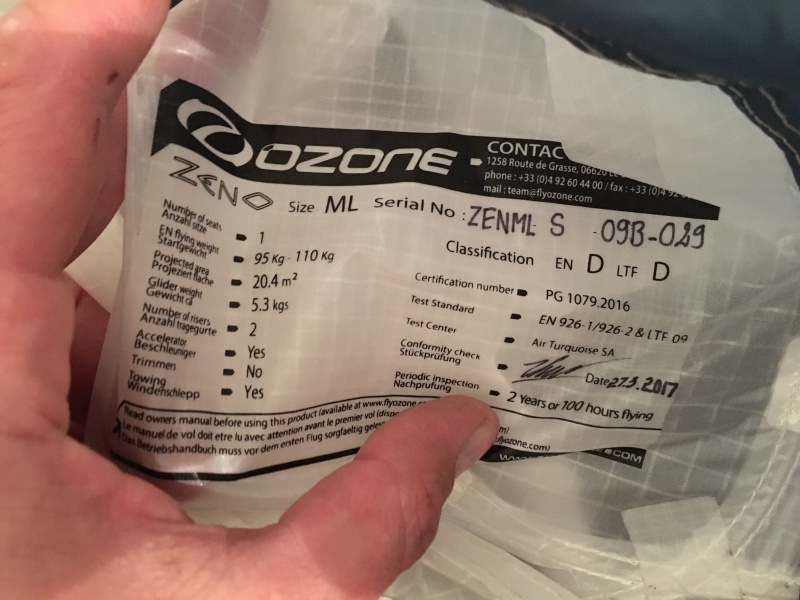 OZONE
CONTAC
1258 Route de Grasse, 06620
phone : +33 (0)4 92 60 44 00 / fax : +33 (0)4 92
mail : team@flyozone.com
ZENO Size ML Serial No : ZENML S -09B-029
Classification EN D LTF D
Number of seats
Anzahl sitze
1
EN flying weight
Startgewicht
95 Kg - 110 Kg
Projected area
Projeziert fläche
20.4 m²
Glider weight
Gewicht cl
5.3 kgs
Number of risers
Anzahl tragegurte
2
Accelerator
Beschleuniger
Yes
Trimmers No
Towing
Windenschlepp
Yes
Certification number PG 1079.2016
Test Standard EN 926-1/926-2 & LTF 09
Test Center Air Turquoise SA
Conformity check
Stückprüfung
Date 27.3.2017
Periodic inspection
Nachprüfung
2 Years or 100 hours flying
Read owners manual before using this product (available at www.flyozone.co
m)
Le manuel de vol doit etre lu avec attention avant le premier vol (dispo
flyozone.com)
Das Betriebshandbuch muss vor dem ersten Flug sorgfaeltig geles
.COM